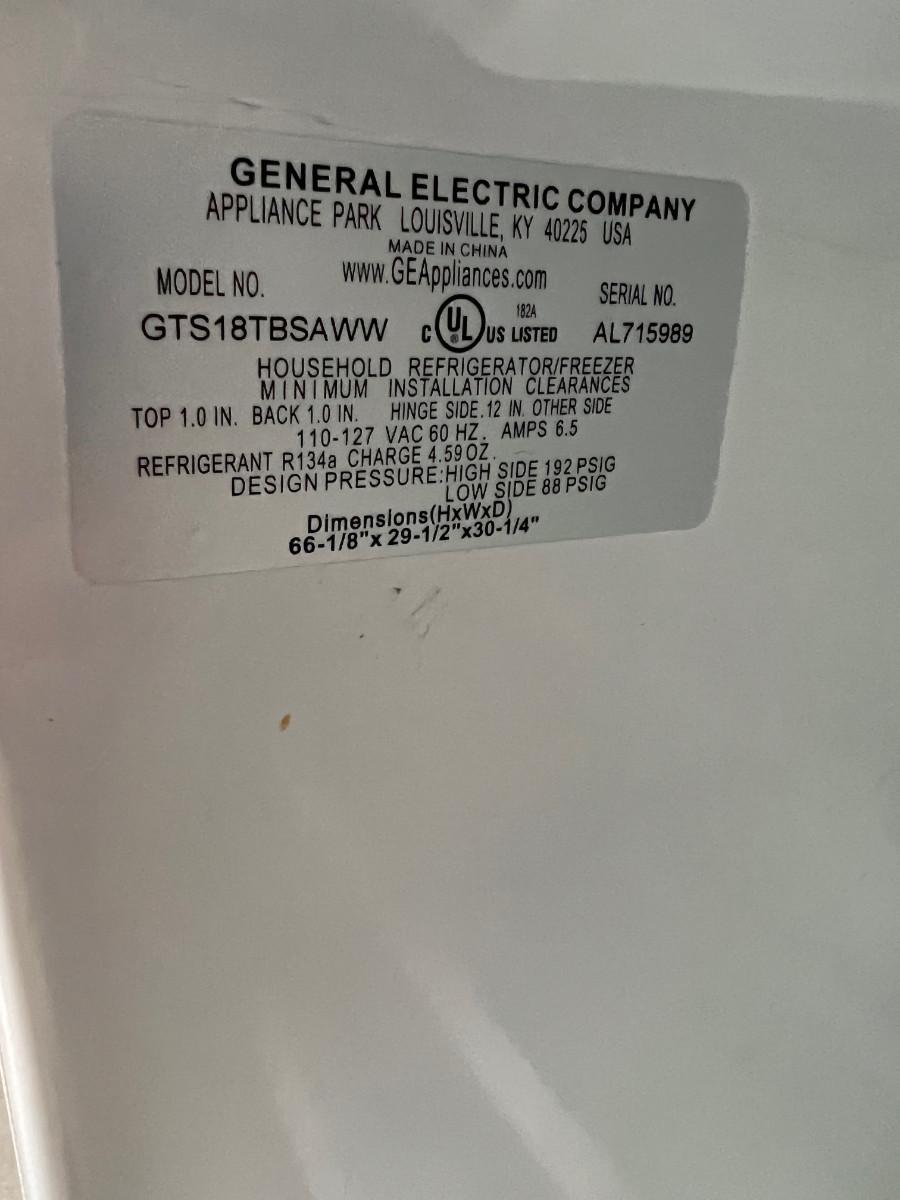 GENERAL ELECTRIC COMPANY
APPLIANCE PARK LOUISVILLE, KY 40225 USA
MADE IN CHINA
www.GEAppliances.com
MODEL NO. SERIAL NO.
GTS18TBSAWW C UL ® US LISTED 182A AL715989
HOUSEHOLD REFRIGERATOR/FREEZER
MINIMUM INSTALLATION CLEARANCES
TOP 1.0 IN. BACK 1.0 IN. HINGE SIDE.12 IN. OTHER SIDE
110-127 VAC 60 HZ. AMPS 6.5
REFRIGERANT R134a CHARGE 4.59OZ.
DESIGN PRESSURE:HIGH SIDE 192 PSIG
LOW SIDE 88 PSIG
Dimensions(HxWxD)
66-1/8"x 29-1/2"x30-1/4"